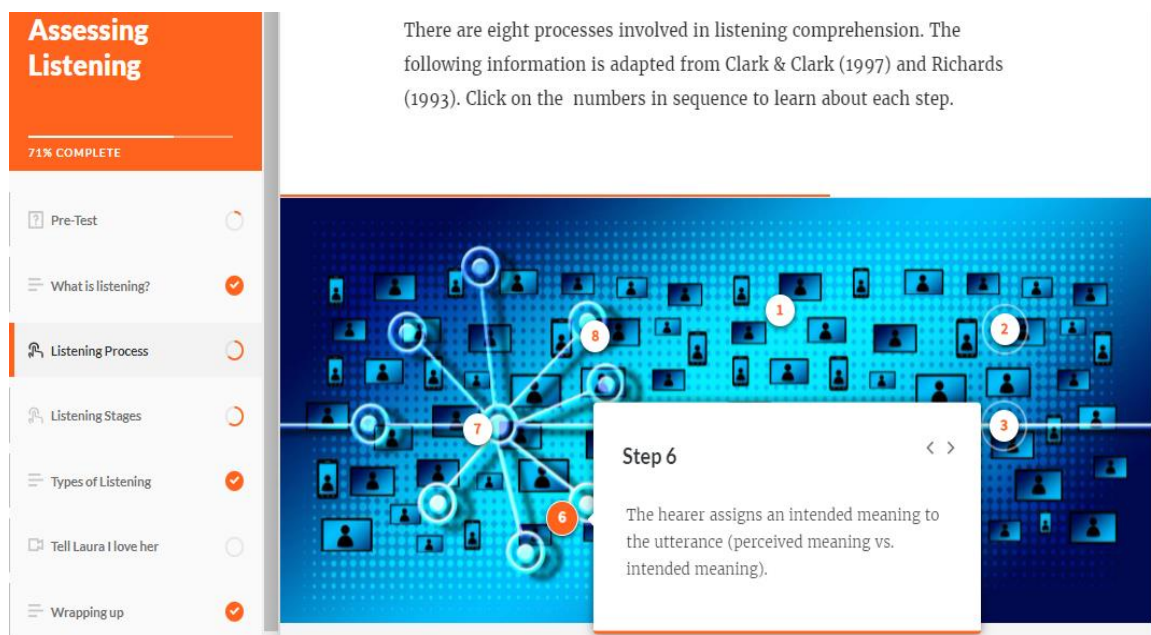 Assessing
Listening
71% COMPLETE
Pre-Test
What is listening?
Listening Process
Listening Stages
Types of Listening
Tell Laura I love her
Wrapping up
There are eight processes involved in listening comprehension. The
following information is adapted from Clark & Clark (1997) and Richards
(1993). Click on the numbers in sequence to learn about each step.
1
2
8
3
7
6
Step 6
The hearer assigns an intended meaning to
the utterance (perceived meaning vs.
intended meaning).